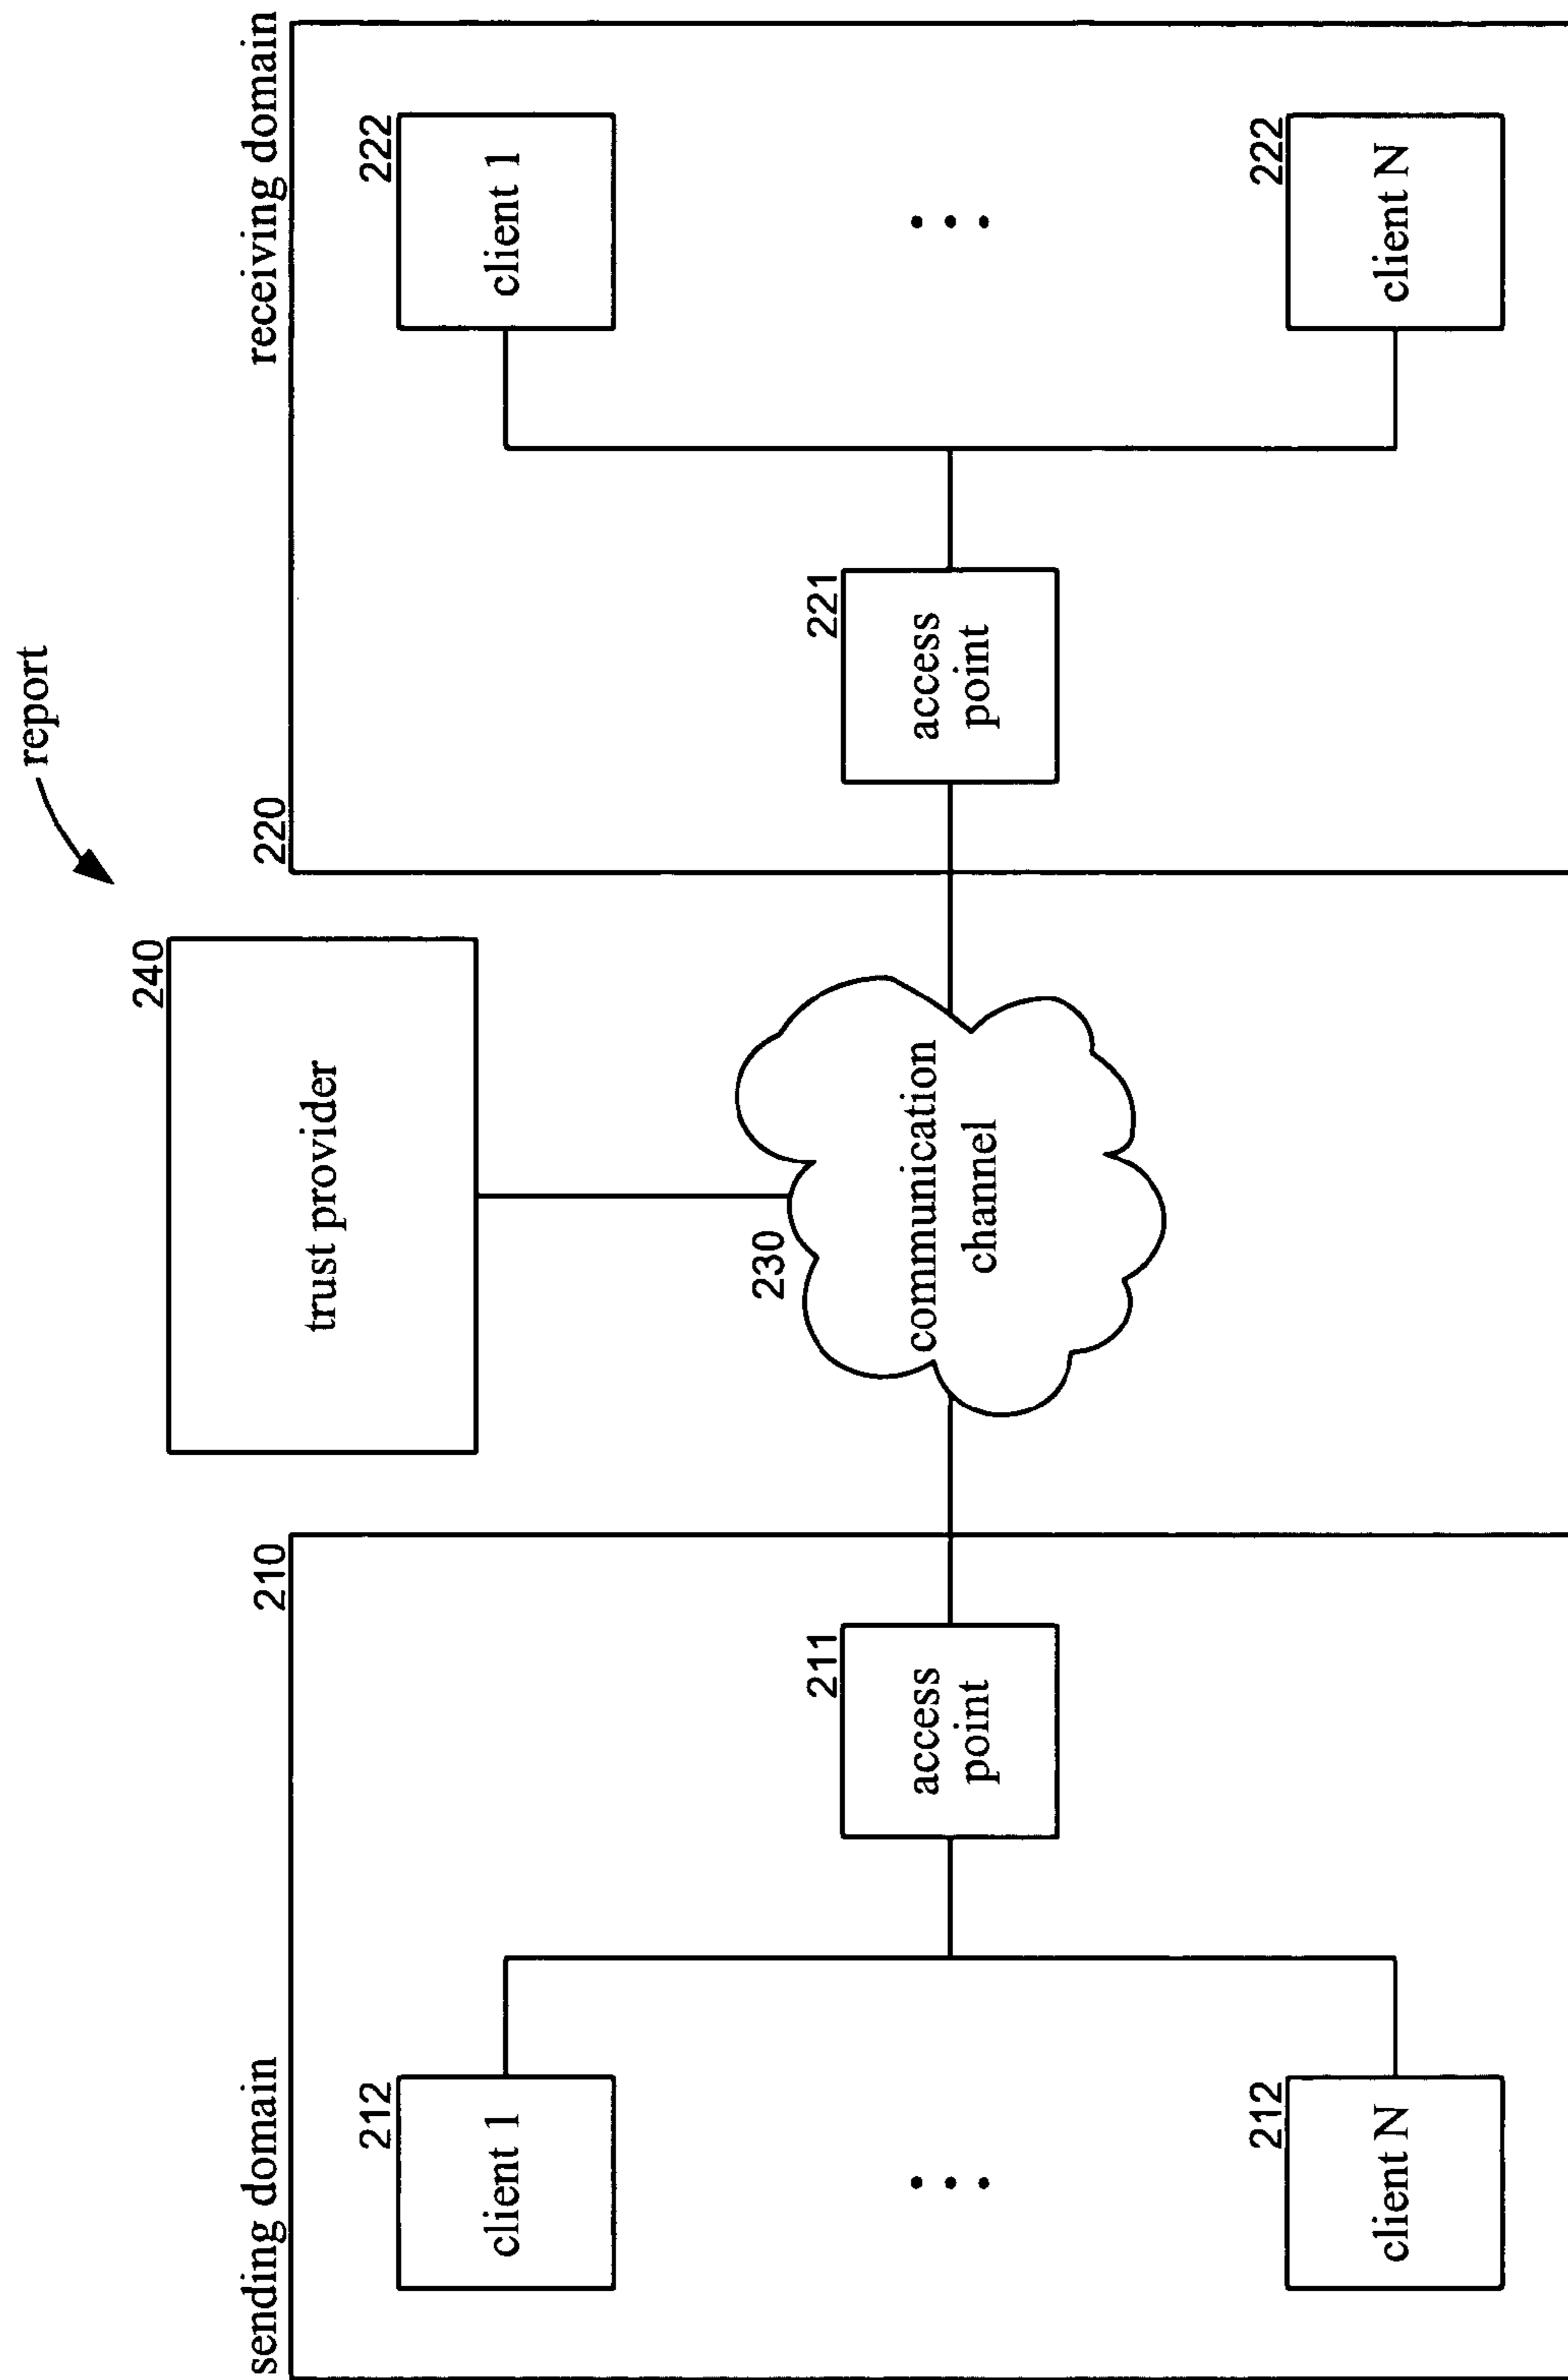 report
240
trust provider
sending domain
210
220
receiving domain
212
client 1
222
client 1
230
211
access
point
communication
channel
221
access
point
212
client N
222
client N